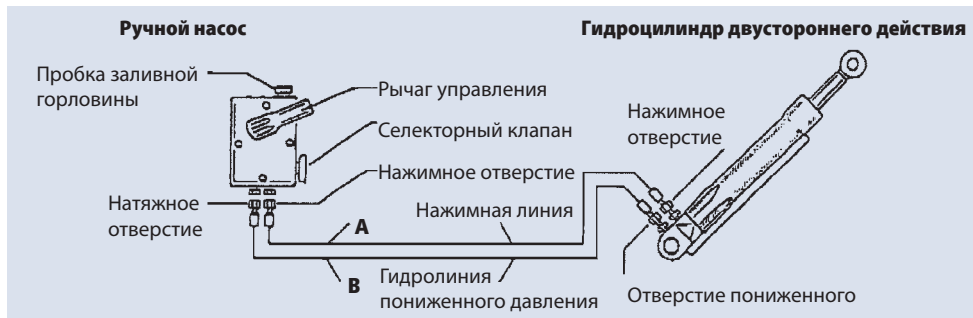 Ручной насос
Гидроцилиндр двустороннего действия
Пробка заливной
горловины
Рычаг управления
Селекторный клапан
Нажимное
отверстие
Нажимное отверстие
Натяжное
отверстие
A
Нажимная линия
B
Гидролиния
пониженного давления
Отверстие пониженного